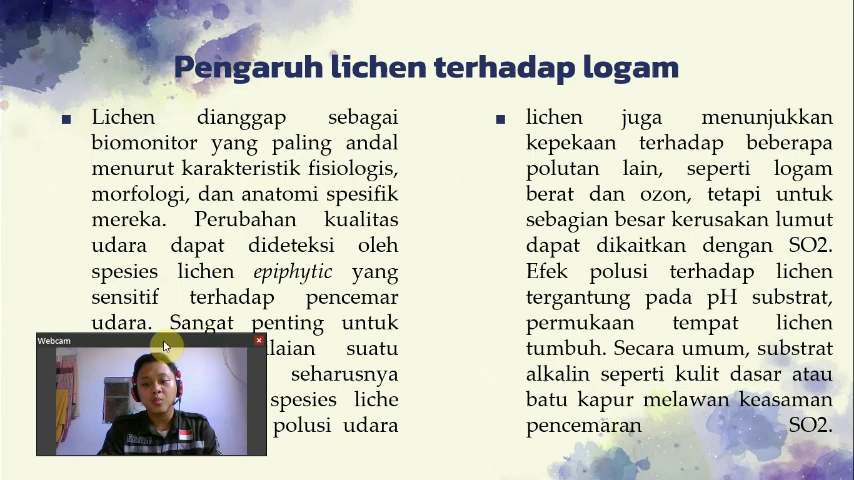 Pengaruh lichen terhadap logam
Lichen dianggap sebagai
biomonitor yang paling andal
menurut karakteristik fisiologis,
morfologi, dan anatomi spesifik
mereka. Perubahan kualitas
udara dapat dideteksi oleh
spesies lichen epiphytic yang
sensitif terhadap pencemar
udara. Sangat penting untuk
laian suatu
seharusnya
spesies liche
polusi udara
lichen juga menunjukkan
kepekaan terhadap beberapa
polutan lain, seperti logam
berat dan ozon, tetapi untuk
sebagian besar kerusakan lumut
dapat dikaitkan dengan SO2.
Efek polusi terhadap lichen
tergantung pada pH substrat,
permukaan tempat lichen
tumbuh. Secara umum, substrat
alkalin seperti kulit dasar atau
batu kapur melawan keasaman
pencemaran SO2.
Webcam